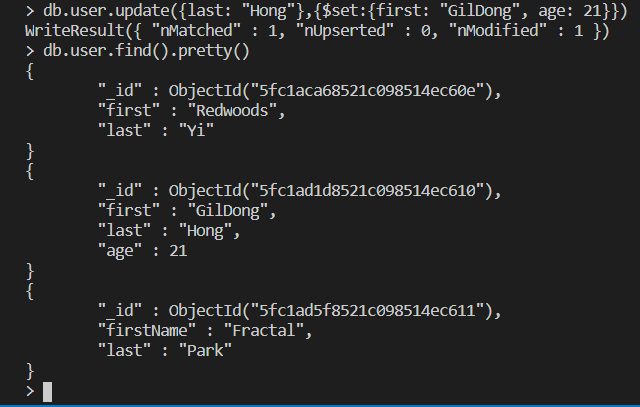 > db.user.update({last: "Hong"},{$set:{first: "GilDong", age: 21}})
WriteResult({ "nMatched" : 1, "nUpserted" : 0, "nModified" : 1 })
> db.user.find().pretty()
{
        "_id" : ObjectId("5fc1aca68521c098514ec60e"),
        "first" : "Redwoods",
        "last" : "Yi"
}
{
        "_id" : ObjectId("5fc1ad1d8521c098514ec610"),
        "first" : "GilDong",
        "last" : "Hong",
        "age" : 21
}
{
        "_id" : ObjectId("5fc1ad5f8521c098514ec611"),
        "firstName" : "Fractal",
        "last" : "Park"
}
>